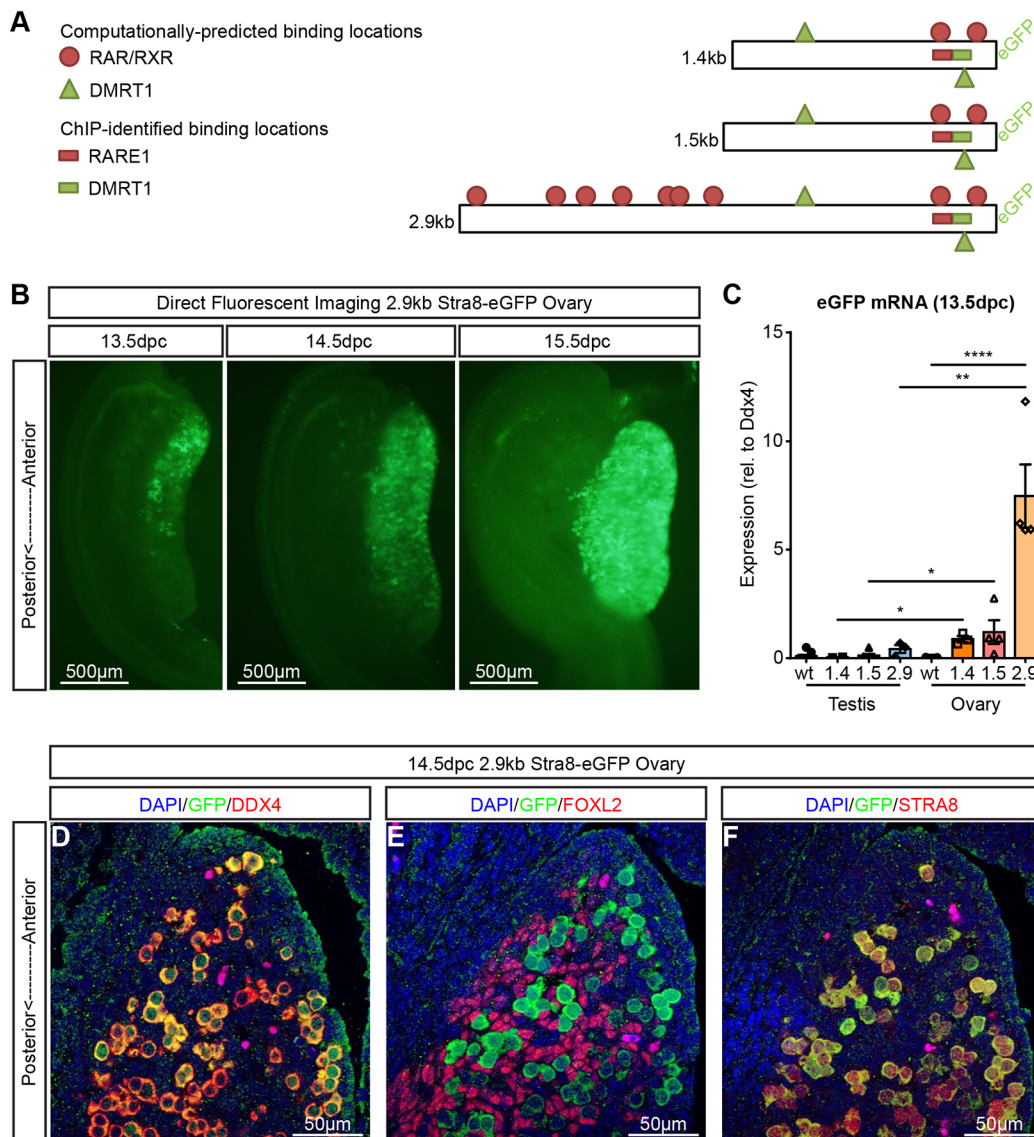 A
Computationally-predicted binding locations
RAR/RXR
DMRT1
ChIP-identified binding locations
RARE1
DMRT1
1.4kb
eGFP
1.5kb
eGFP
2.9kb
eGFP
B
Direct Fluorescent Imaging 2.9kb Stra8-eGFP Ovary
13.5dpc 14.5dpc 15.5dpc
Posterior<----------Anterior
500µm 500µm 500µm
C
eGFP mRNA (13.5dpc)
Expression (rel. to Ddx4)
15
10
5
0
****
**
*
*
wt 1.4 1.5 2.9 wt 1.4 1.5 2.9
Testis Ovary
14.5dpc 2.9kb Stra8-eGFP Ovary
DAPI/GFP/DDX4 DAPI/GFP/FOXL2 DAPI/GFP/STRA8
Posterior<----------Anterior
D E F
50µm 50µm 50µm